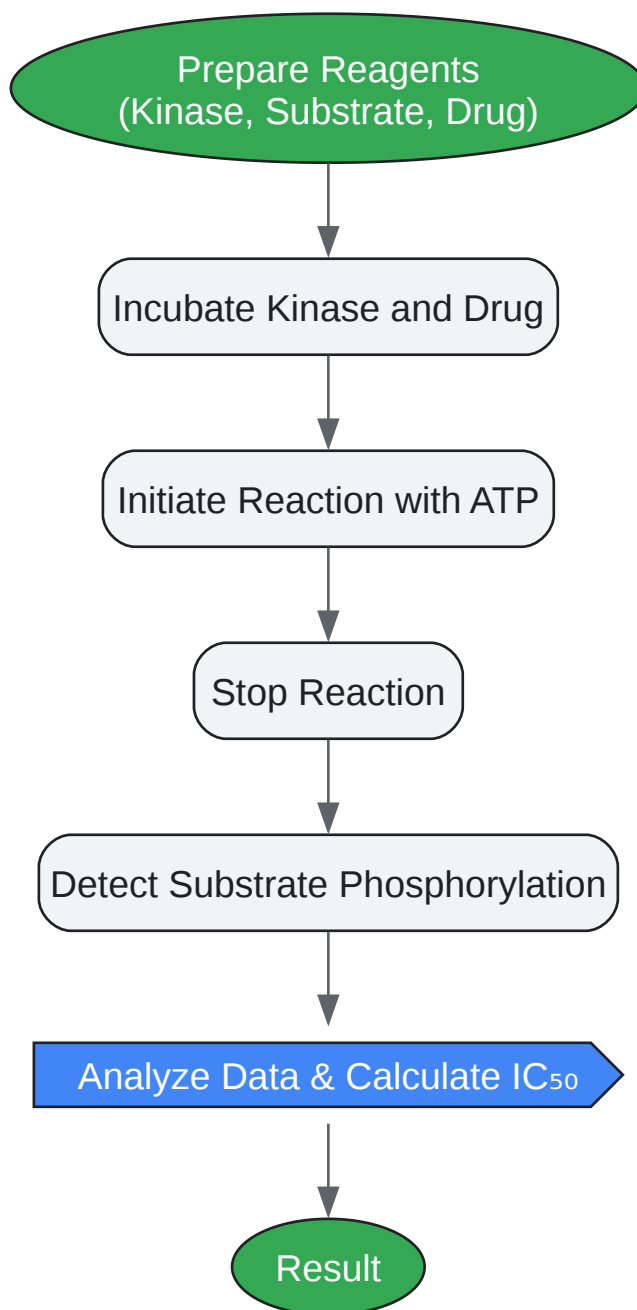 Prepare Reagents
(Kinase, Substrate, Drug)
Incubate Kinase and Drug
Initiate Reaction with ATP
Stop Reaction
Detect Substrate Phosphorylation
Analyze Data & Calculate IC₅₀
Result